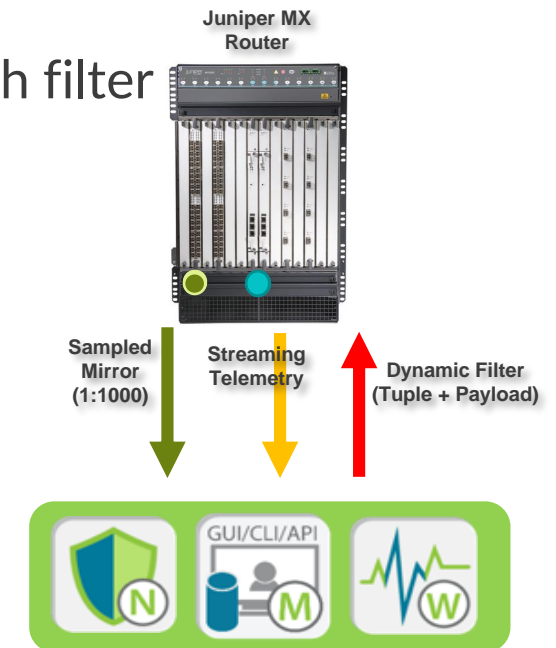 Juniper MX
Router
h filter
Sampled
Mirror
(1:1000)
Streaming
Telemetry
Dynamic Filter
(Tuple + Payload)
GUI/CLI/API
N
M
W